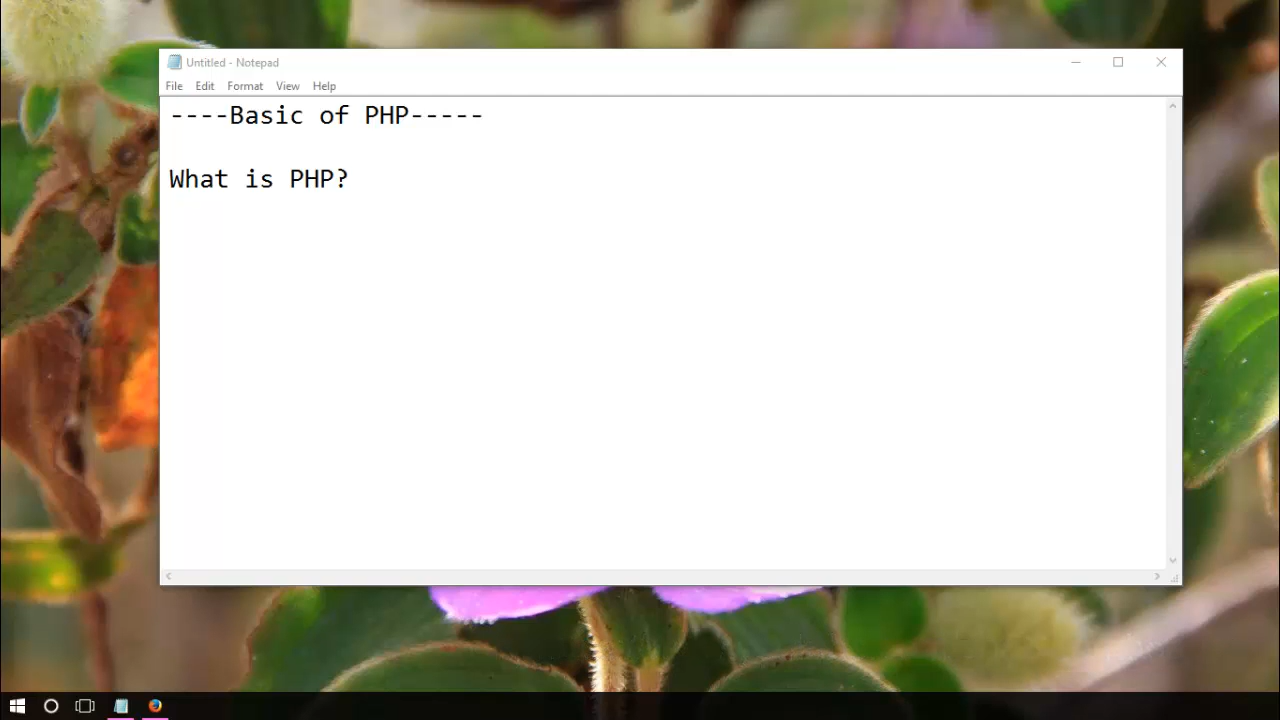 Untitled - Notepad
File Edit Format View Help
----Basic of PHP-----
What is PHP?